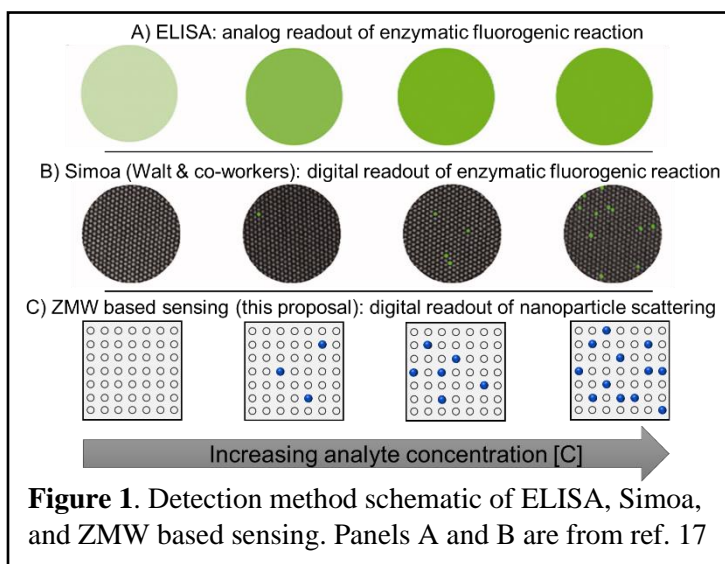 A) ELISA: analog readout of enzymatic fluorogenic reaction
B) Simoa (Walt & co-workers): digital readout of enzymatic fluorogenic reaction
C) ZMW based sensing (this proposal): digital readout of nanoparticle scattering
Increasing analyte concentration [C]
Figure 1. Detection method schematic of ELISA, Simoa,
and ZMW based sensing. Panels A and B are from ref. 17